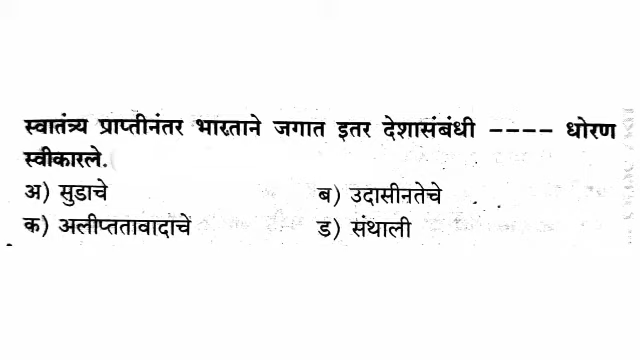 स्वातंत्र्य प्राप्तीनंतर भारताने जगात इतर देशासंबंधी ---- धोरण
स्वीकारले.
अ) सुडाचे ब) उदासीनतेचे
क) अलीप्ततावादाचे ड) संथाली